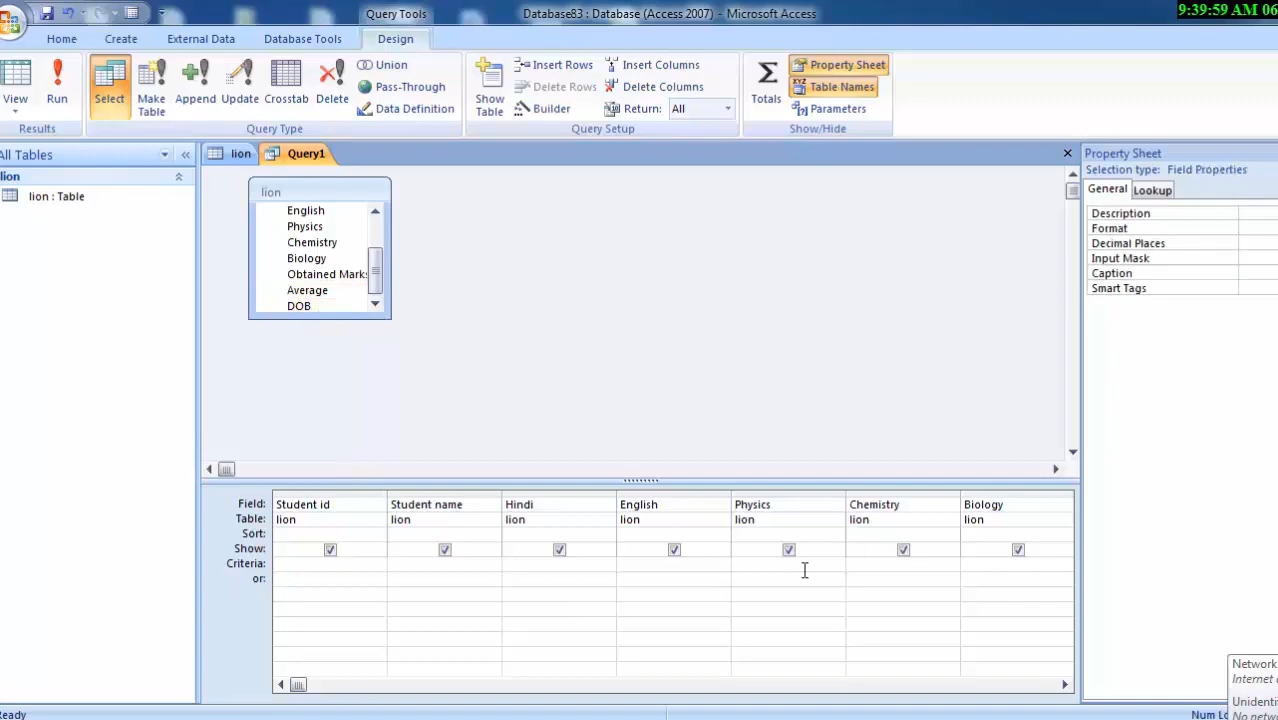 Query Tools
Database83 : Database (Access 2007) - Microsoft Access
9:39:59 AM 06
Home
Create
External Data
Database Tools
Design
View
Run
Select
Make Table
Append
Update
Crosstab
Delete
Union
Pass-Through
Data Definition
Show Table
Insert Rows
Delete Rows
Builder
Insert Columns
Delete Columns
Return: All
Totals
Property Sheet
Table Names
Parameters
Results
Query Type
Query Setup
Show/Hide
All Tables
lion
lion : Table
lion
Query1
lion
English
Physics
Chemistry
Biology
Obtained Marks
Average
DOB
Property Sheet
Selection type: Field Properties
General
Lookup
Description
Format
Decimal Places
Input Mask
Caption
Smart Tags
Field: Student id Student name Hindi English Physics Chemistry Biology
Table: lion lion lion lion lion lion lion
Sort:
Show:
Criteria:
or:
Network
Internet
Unidenti
No netw
Ready
Num Lo